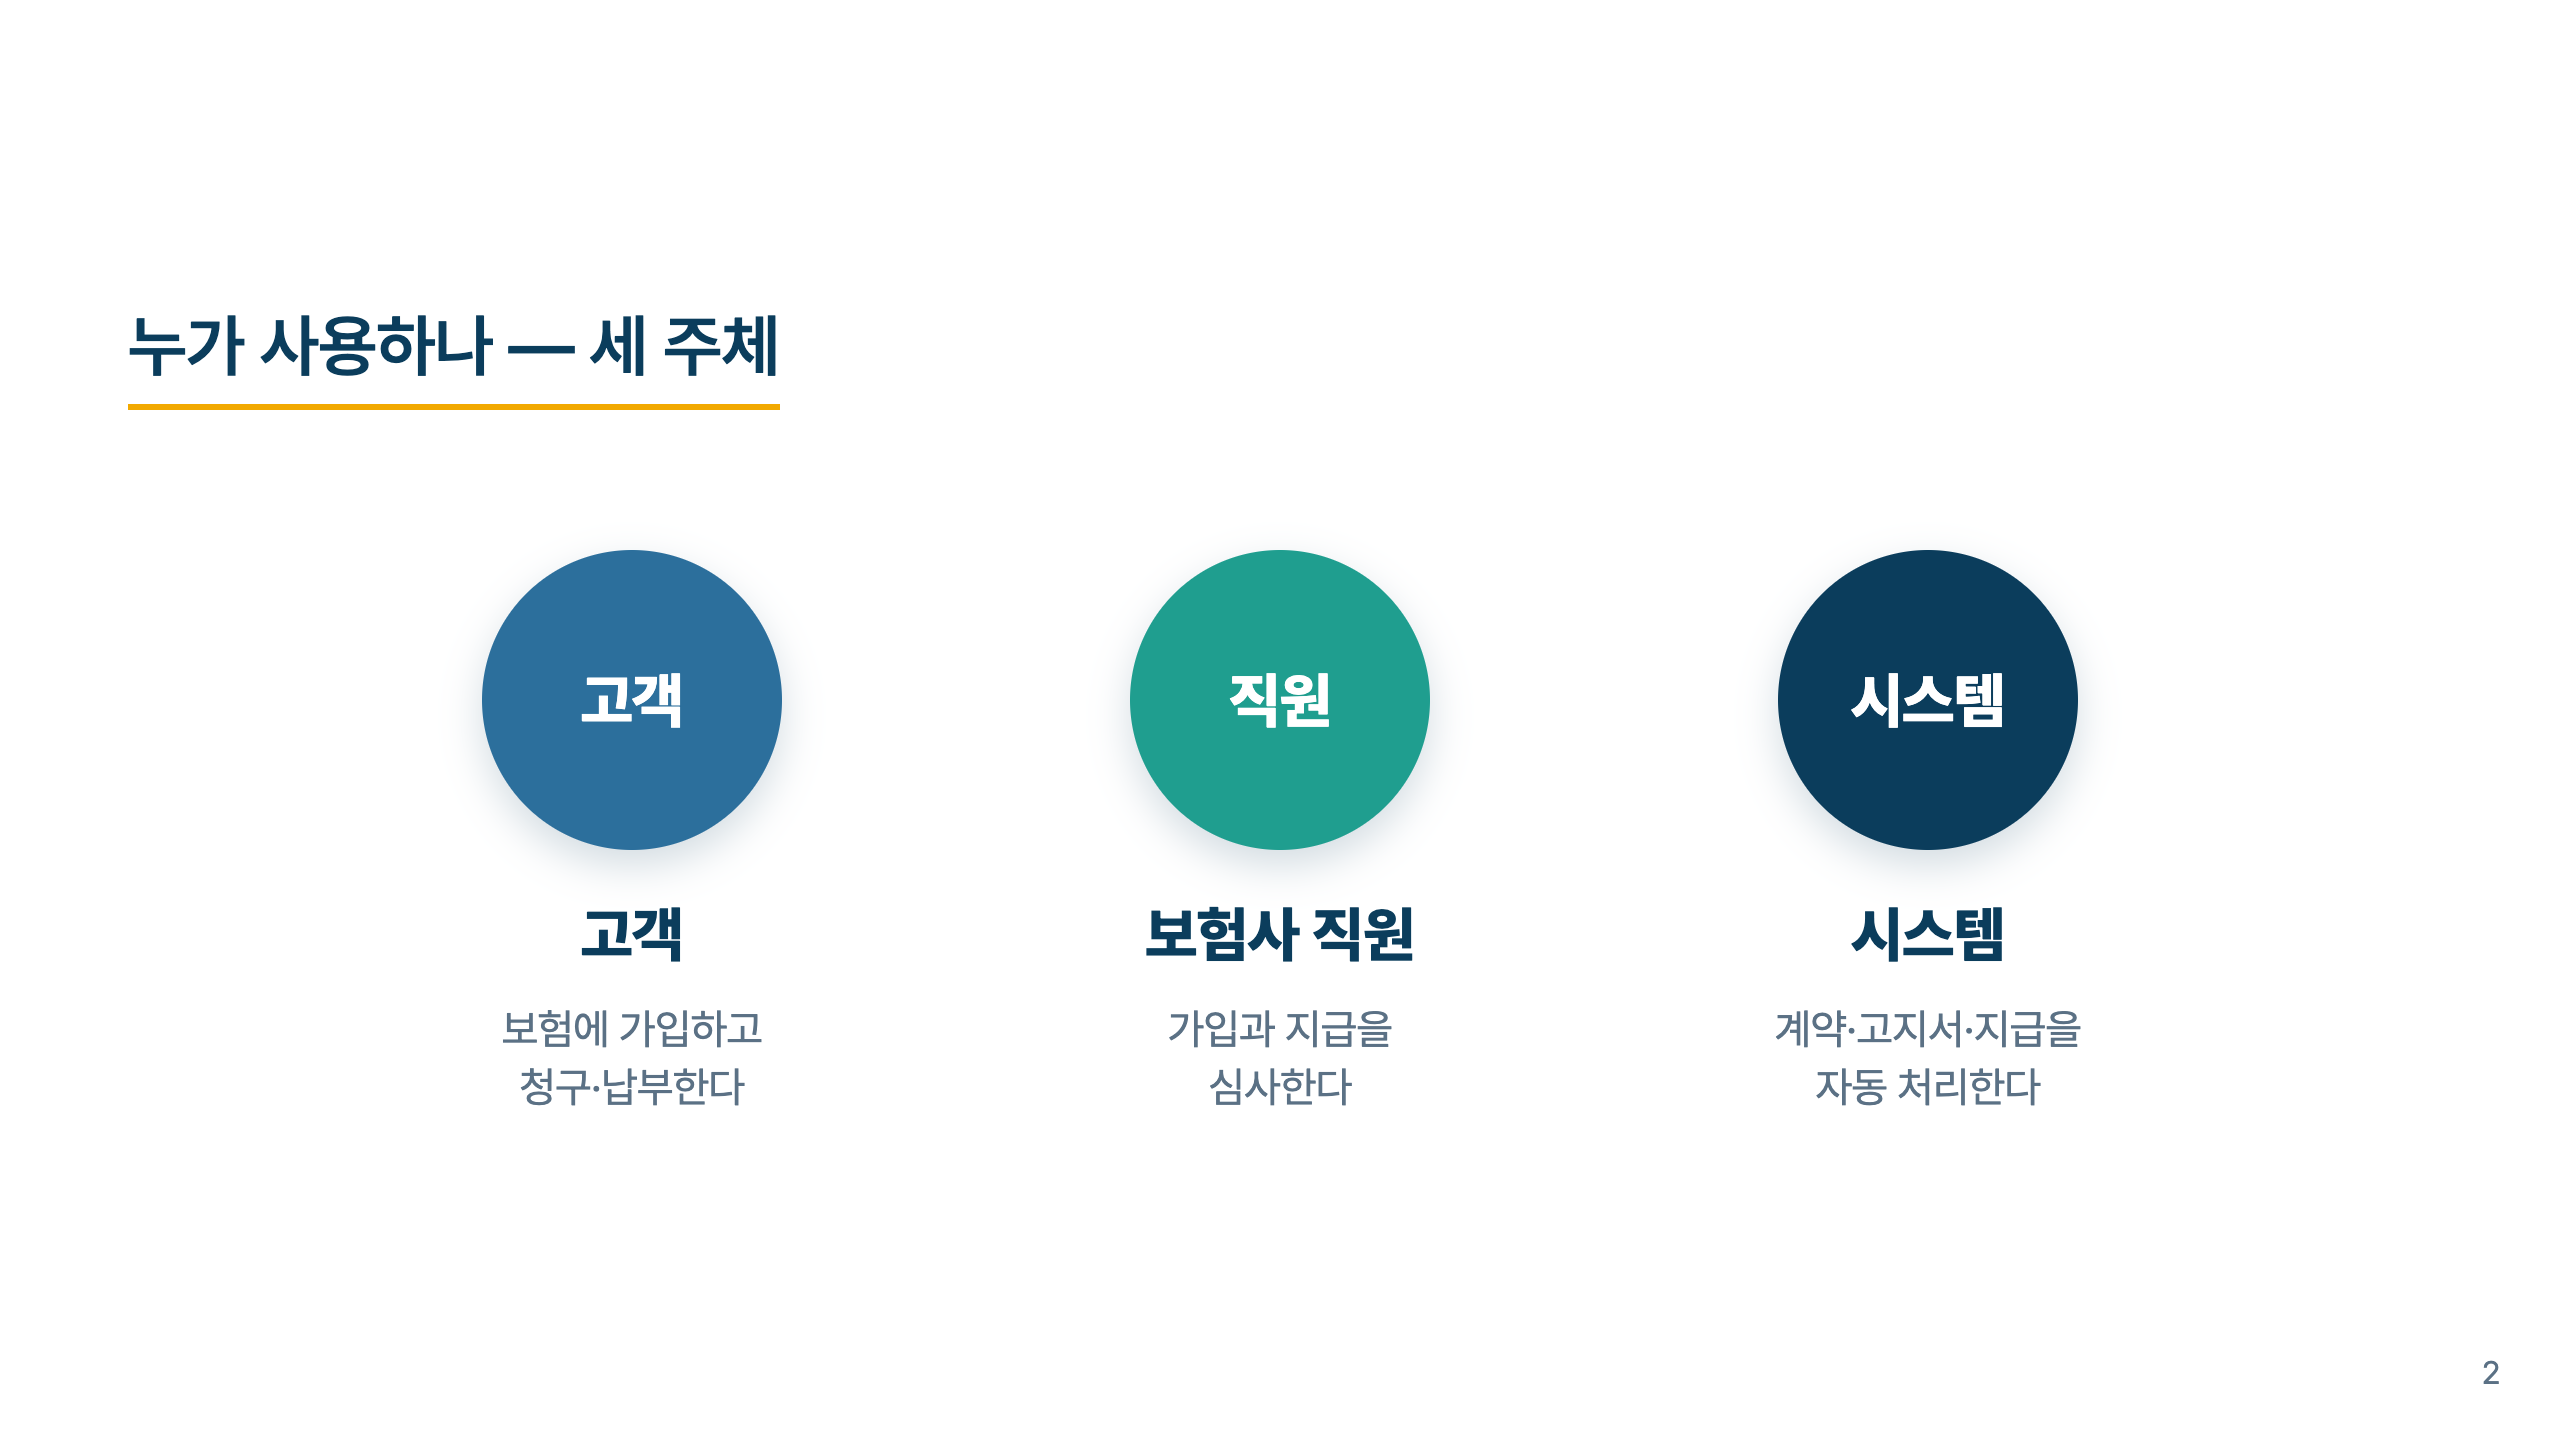 누가 사용하나 — 세 주체
고객
직원
시스템
고객
보험사 직원
시스템
보험에 가입하고
청구·납부한다
가입과 지급을
심사한다
계약·고지서·지급을
자동 처리한다
2